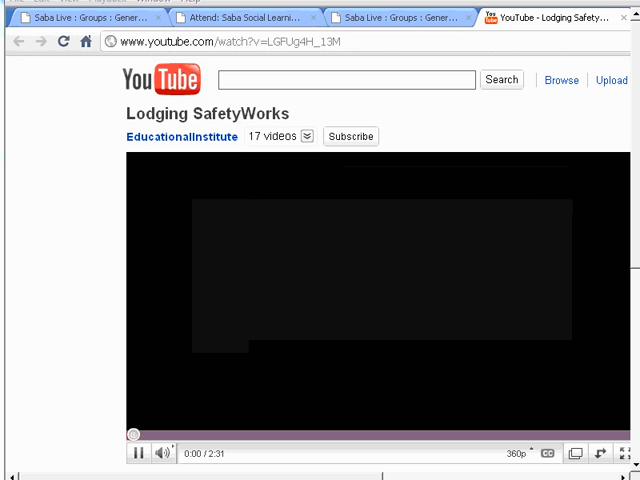 Saba Live : Groups : Gener...
Attend: Saba Social Learni...
Saba Live : Groups : Gener...
YouTube - Lodging Safety...
www.youtube.com/watch?v=LGFUg4H_13M
YouTube
Search
Browse
Upload
Lodging SafetyWorks
EducationalInstitute
17 videos
Subscribe
0:00 / 2:31
360p
CC